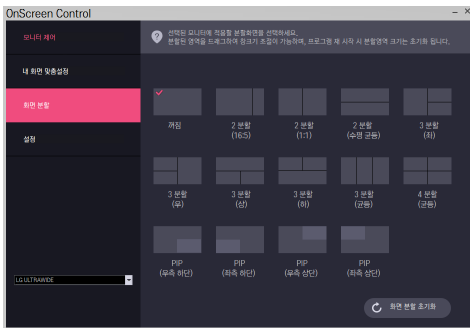 OnScreen Control
모니터 제어
내 화면 맞춤설정
화면 분할
설정
LG ULTRAWIDE
선택된 모니터에 적용할 분할화면을 선택하세요.
분할된 영역을 드래그하여 창크기 조절이 가능하며, 프로그램 재 시작 시 분할영역 크기는 초기화 됩니다.
꺼짐
2 분할
(16:5)
2 분할
(1:1)
2 분할
(수평 균등)
3 분할
(좌)
3 분할
(우)
3 분할
(상)
3 분할
(하)
3 분할
(균등)
4 분할
(균등)
PIP
(우측 하단)
PIP
(좌측 하단)
PIP
(우측 상단)
PIP
(좌측 상단)
화면 분할 초기화